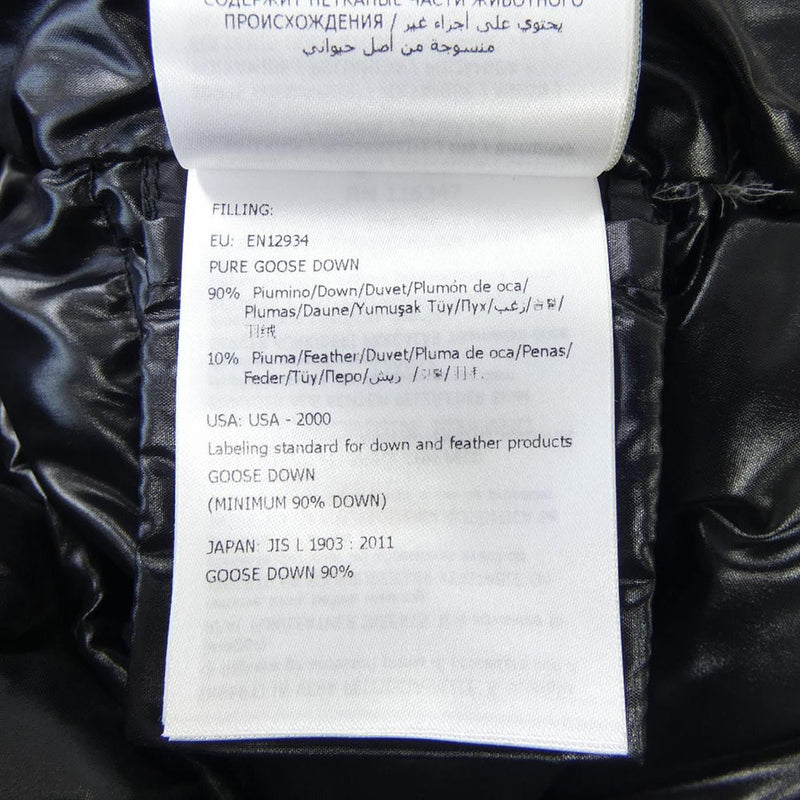 СОДЕРЖИТ НЕТКАНЫЕ ЧАСТИ ЖИВОТНОГО
ПРОИСХОЖДЕНИЯ / يحتوي على أجزاء غير
منسوجة من أصل حيواني
FILLING:
EU: EN12934
PURE GOOSE DOWN
90% Piumino/Down/Duvet/Plumón de oca/
Plumas/Daune/Yumuşak Tüy/Пух/زغب/
10% Piuma/Feather/Duvet/Pluma de oca/Penas/
Feder/Tüy/Перо/ريش/
USA: USA - 2000
Labeling standard for down and feather products
GOOSE DOWN
(MINIMUM 90% DOWN)
JAPAN: JIS L 1903 : 2011
GOOSE DOWN 90%